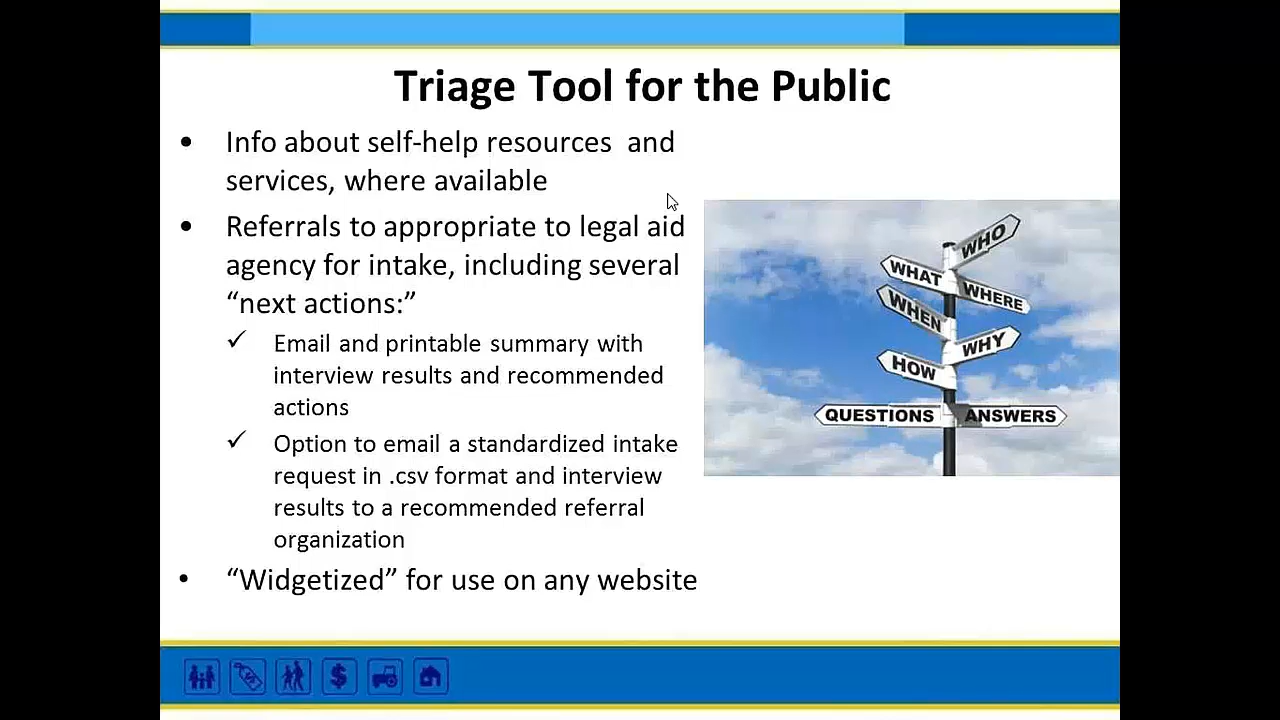 Triage Tool for the Public
• Info about self-help resources and
services, where available
• Referrals to appropriate to legal aid
agency for intake, including several
“next actions:”
✓ Email and printable summary with
interview results and recommended
actions
✓ Option to email a standardized intake
request in .csv format and interview
results to a recommended referral
organization
• “Widgetized” for use on any website
WHO
WHAT
WHERE
WHEN
WHY
HOW
QUESTIONS ANSWERS
$